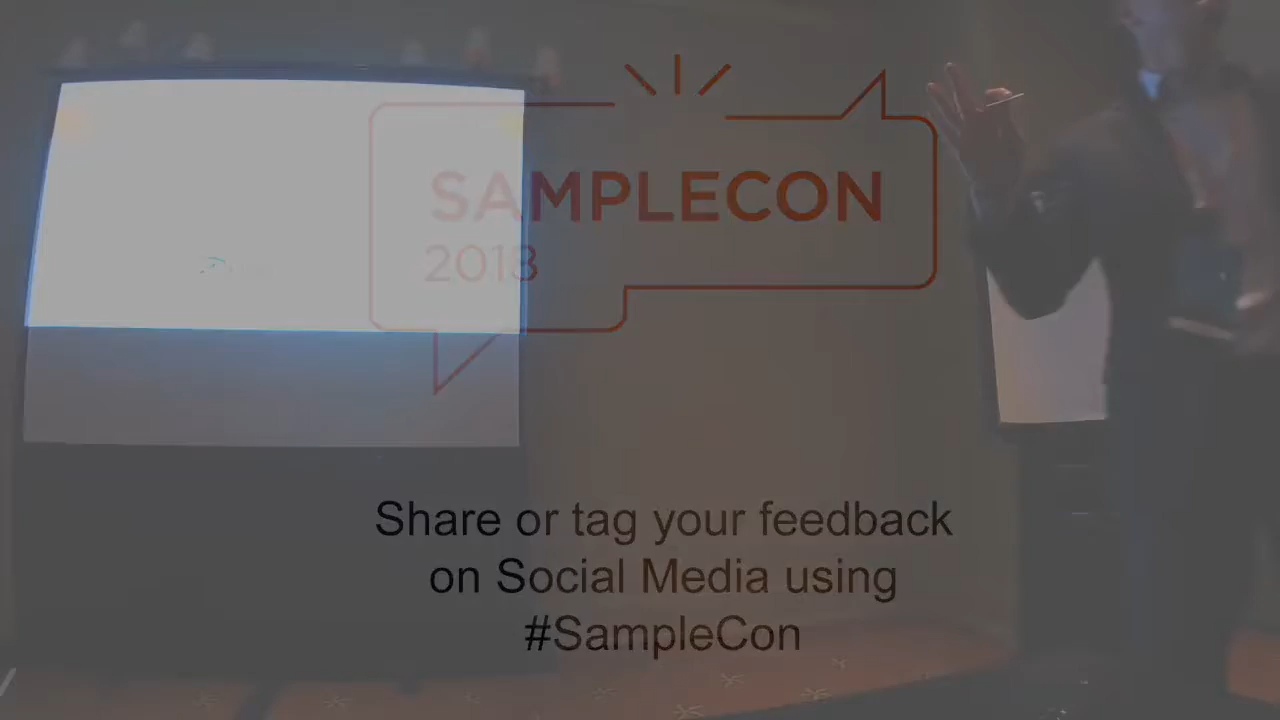 SAMPLECON
2018
Share or tag your feedback
on Social Media using
#SampleCon